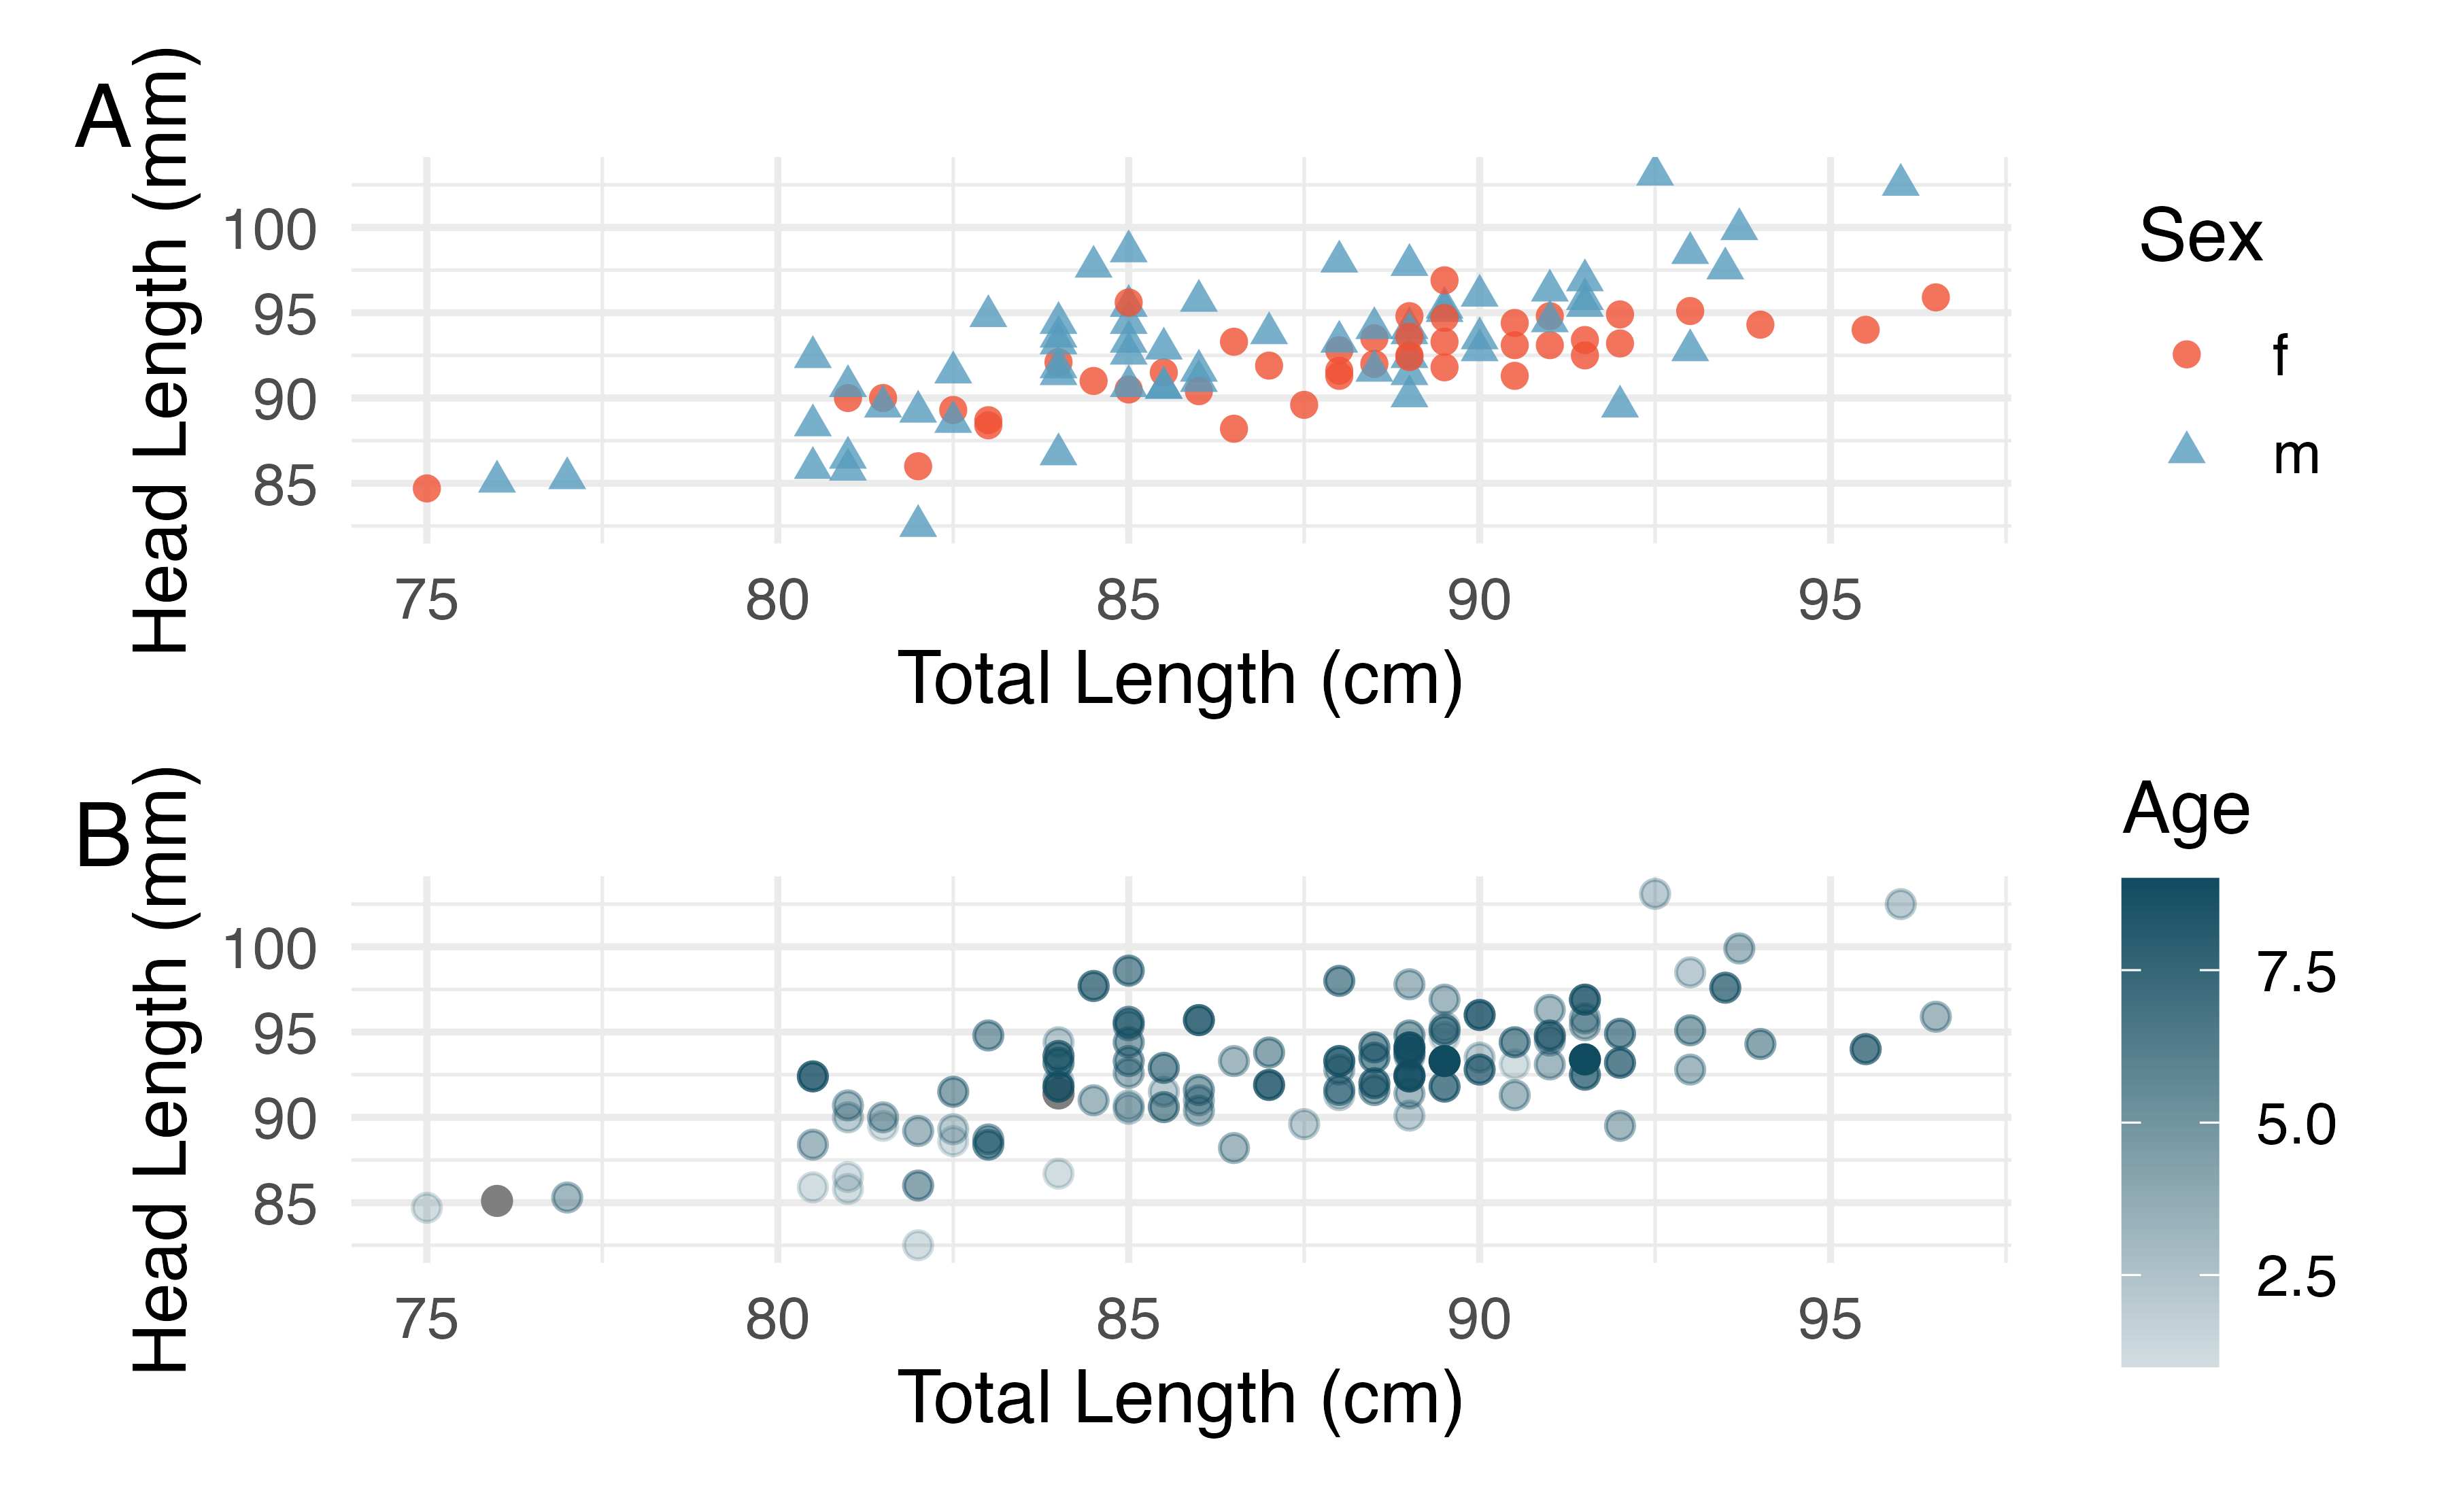 A
Head Length (mm)
100
95
90
85
75 80 85 90 95
Total Length (cm)
Sex
f
m
B
Head Length (mm)
100
95
90
85
75 80 85 90 95
Total Length (cm)
Age
7.5
5.0
2.5